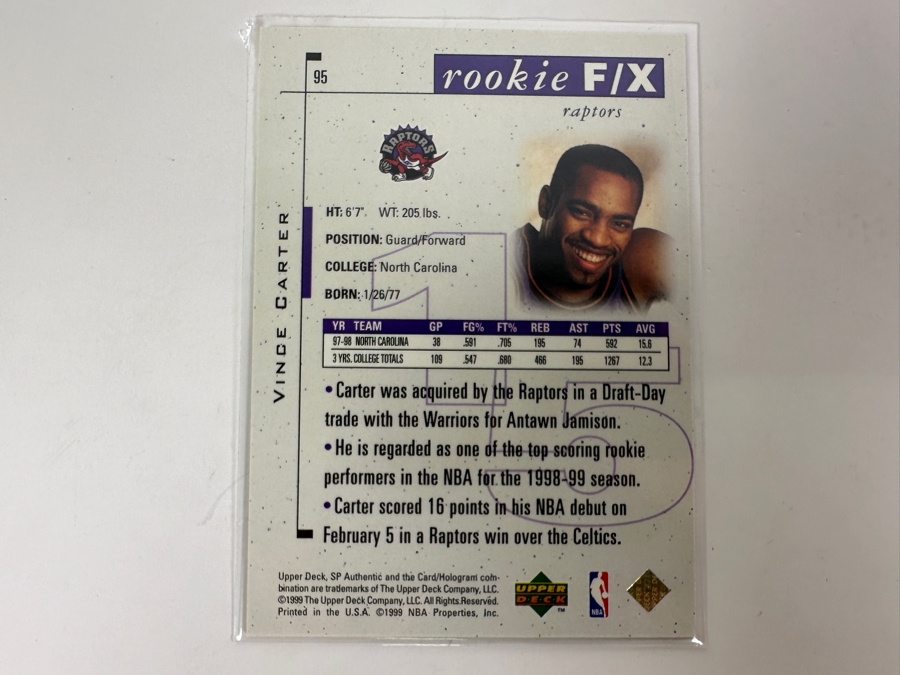 95
rookie F/X
raptors
RAPTORS
VINCE CARTER
HT: 6'7" WT: 205 lbs.
POSITION: Guard/Forward
COLLEGE: North Carolina
BORN: 1/26/77
15
YR TEAM GP FG% FT% REB AST PTS AVG
97-98 NORTH CAROLINA 38 .591 .705 195 74 592 15.6
3 YRS. COLLEGE TOTALS 109 .547 .680 466 195 1267 12.3
•Carter was acquired by the Raptors in a Draft-Day
trade with the Warriors for Antawn Jamison.
•He is regarded as one of the top scoring rookie
performers in the NBA for the 1998-99 season.
•Carter scored 16 points in his NBA debut on
February 5 in a Raptors win over the Celtics.
Upper Deck, SP Authentic and the Card/Hologram com-
bination are trademarks of The Upper Deck Company, LLC.
©1999 The Upper Deck Company, LLC. All Rights Reserved.
Printed in the U.S.A. ©1999 NBA Properties, Inc.
UPPER
DECK
TM
NBA